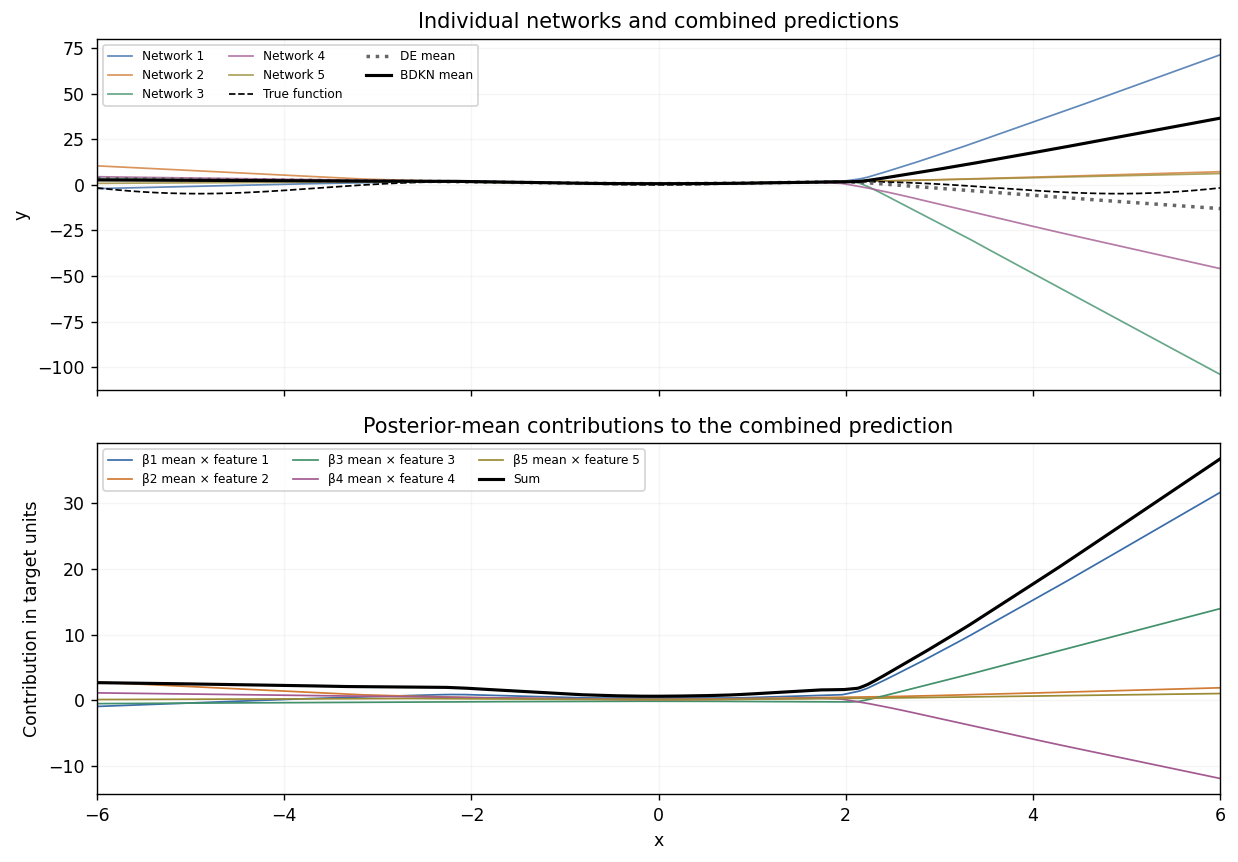 Individual networks and combined predictions
Network 1
Network 2
Network 3
Network 4
Network 5
True function
DE mean
BDKN mean
75
50
25
0
−25
−50
−75
−100
y
Posterior-mean contributions to the combined prediction
β1 mean × feature 1
β2 mean × feature 2
β3 mean × feature 3
β4 mean × feature 4
β5 mean × feature 5
Sum
30
20
10
0
−10
Contribution in target units
−6
−4
−2
0
2
4
6
x